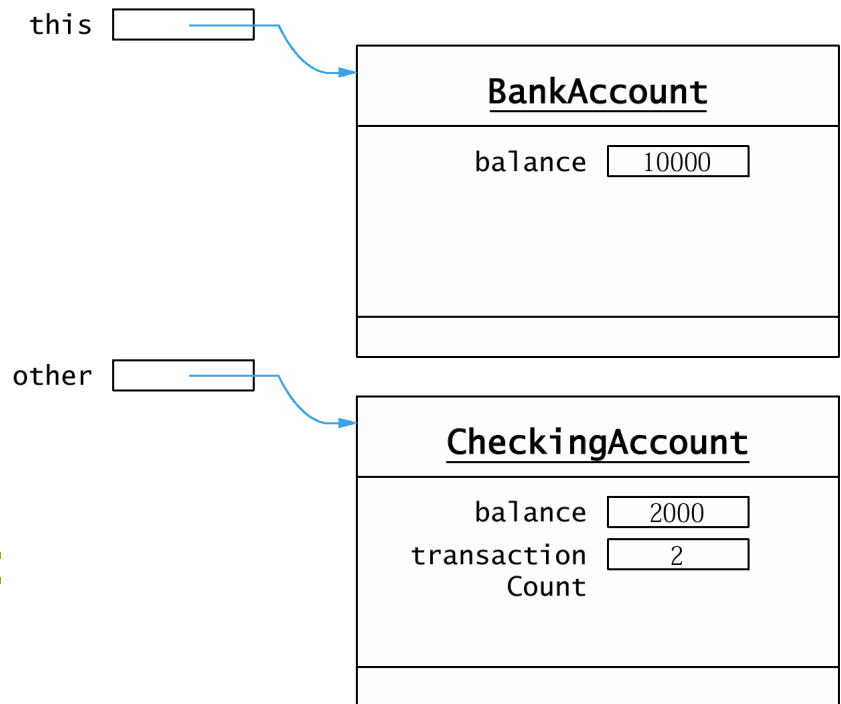 this
BankAccount
balance 10000
other
CheckingAccount
balance 2000
transaction 2
Count